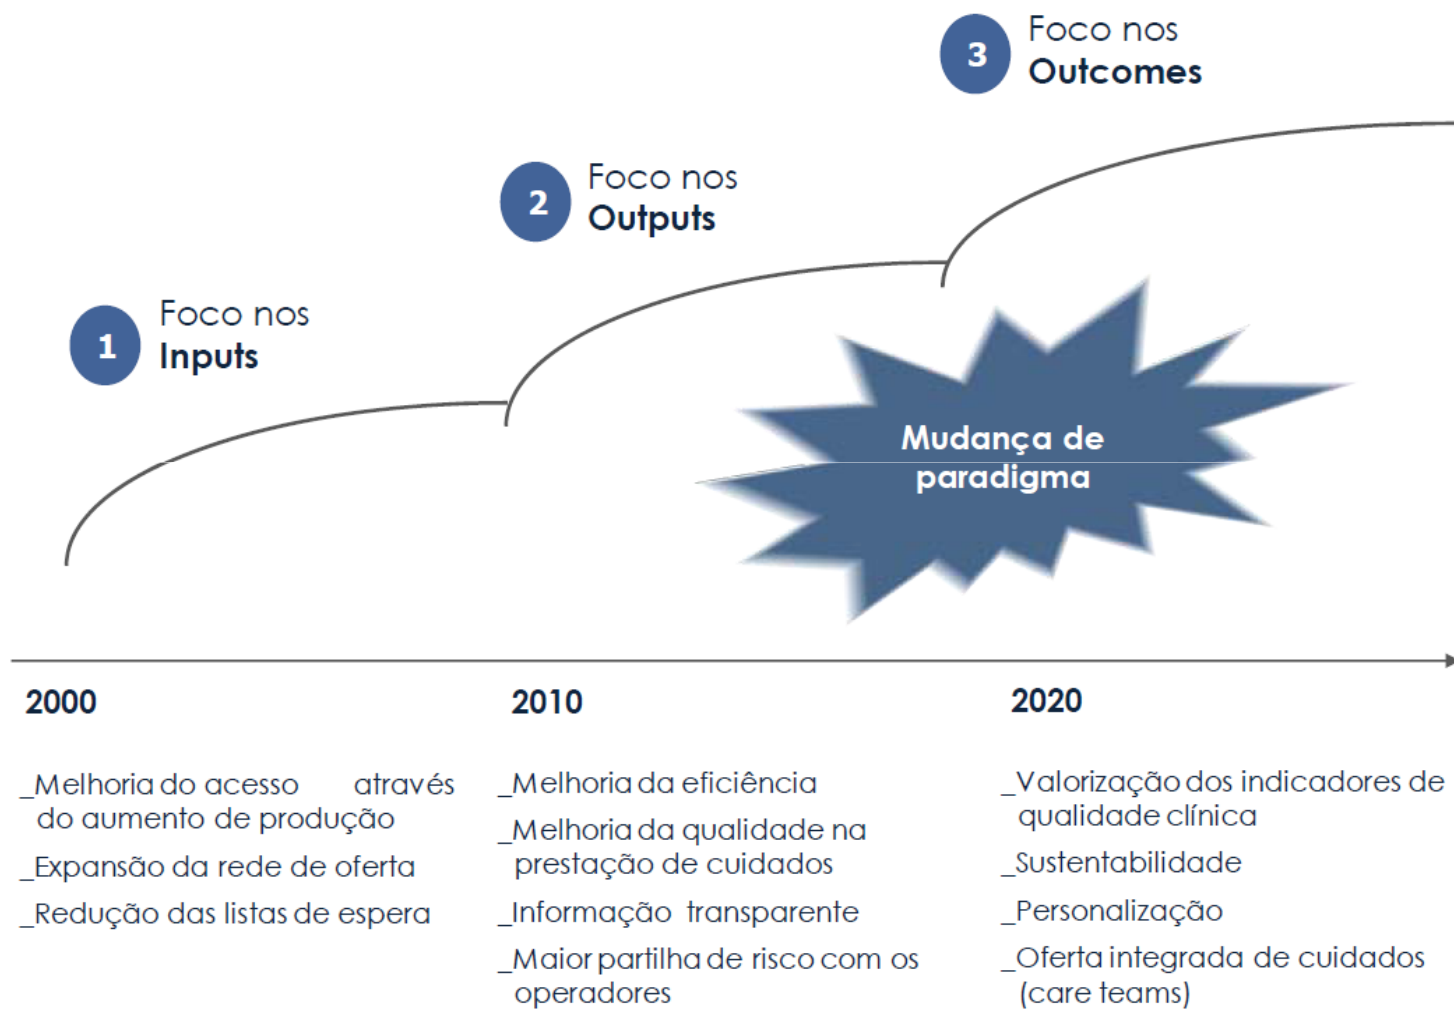 3
Foco nos
Outcomes
2
Foco nos
Outputs
1
Foco nos
Inputs
Mudança de
paradigma
2000
2010
2020
_Melhoria do acesso através
do aumento de produção
_Expansão da rede de oferta
_Redução das listas de espera
_Melhoria da eficiência
_Melhoria da qualidade na
prestação de cuidados
_Informação transparente
_Maior partilha de risco com os
operadores
_Valorização dos indicadores de
qualidade clínica
_Sustentabilidade
_Personalização
_Oferta integrada de cuidados
(care teams)